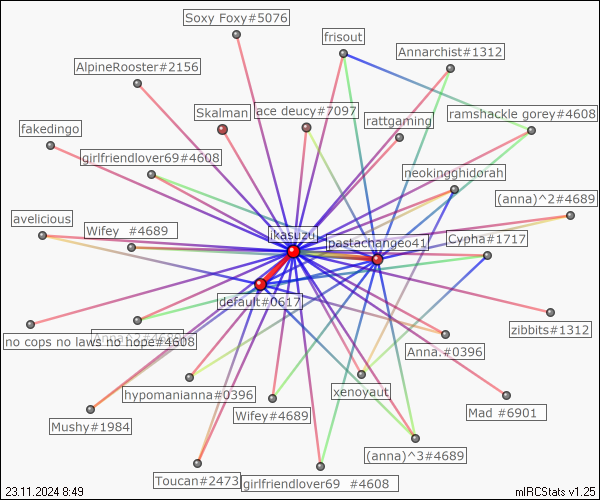 Soxy Foxy#5076
frisout
Annarchist#1312
AlpineRooster#2156
Skalman
ace deucy#7097
rattgaming
ramshackle gorey#4608
fakedingo
girlfriendlover69#4608
neokingghidorah
(anna)^2#4689
avelicious
Wifey #4689
ikasuzu
pastachangeo41
Cypha#1717
default#0617
zibbits#1312
no cops no laws no hope#4608
Anna.#0396
hypomanianna#0396
xenoyaut
Wifey#4689
Mad #6901
Mushy#1984
(anna)^3#4689
Toucan#2473
girlfriendlover69 #4608
23.11.2024 8:49
mIRCStats v1.25